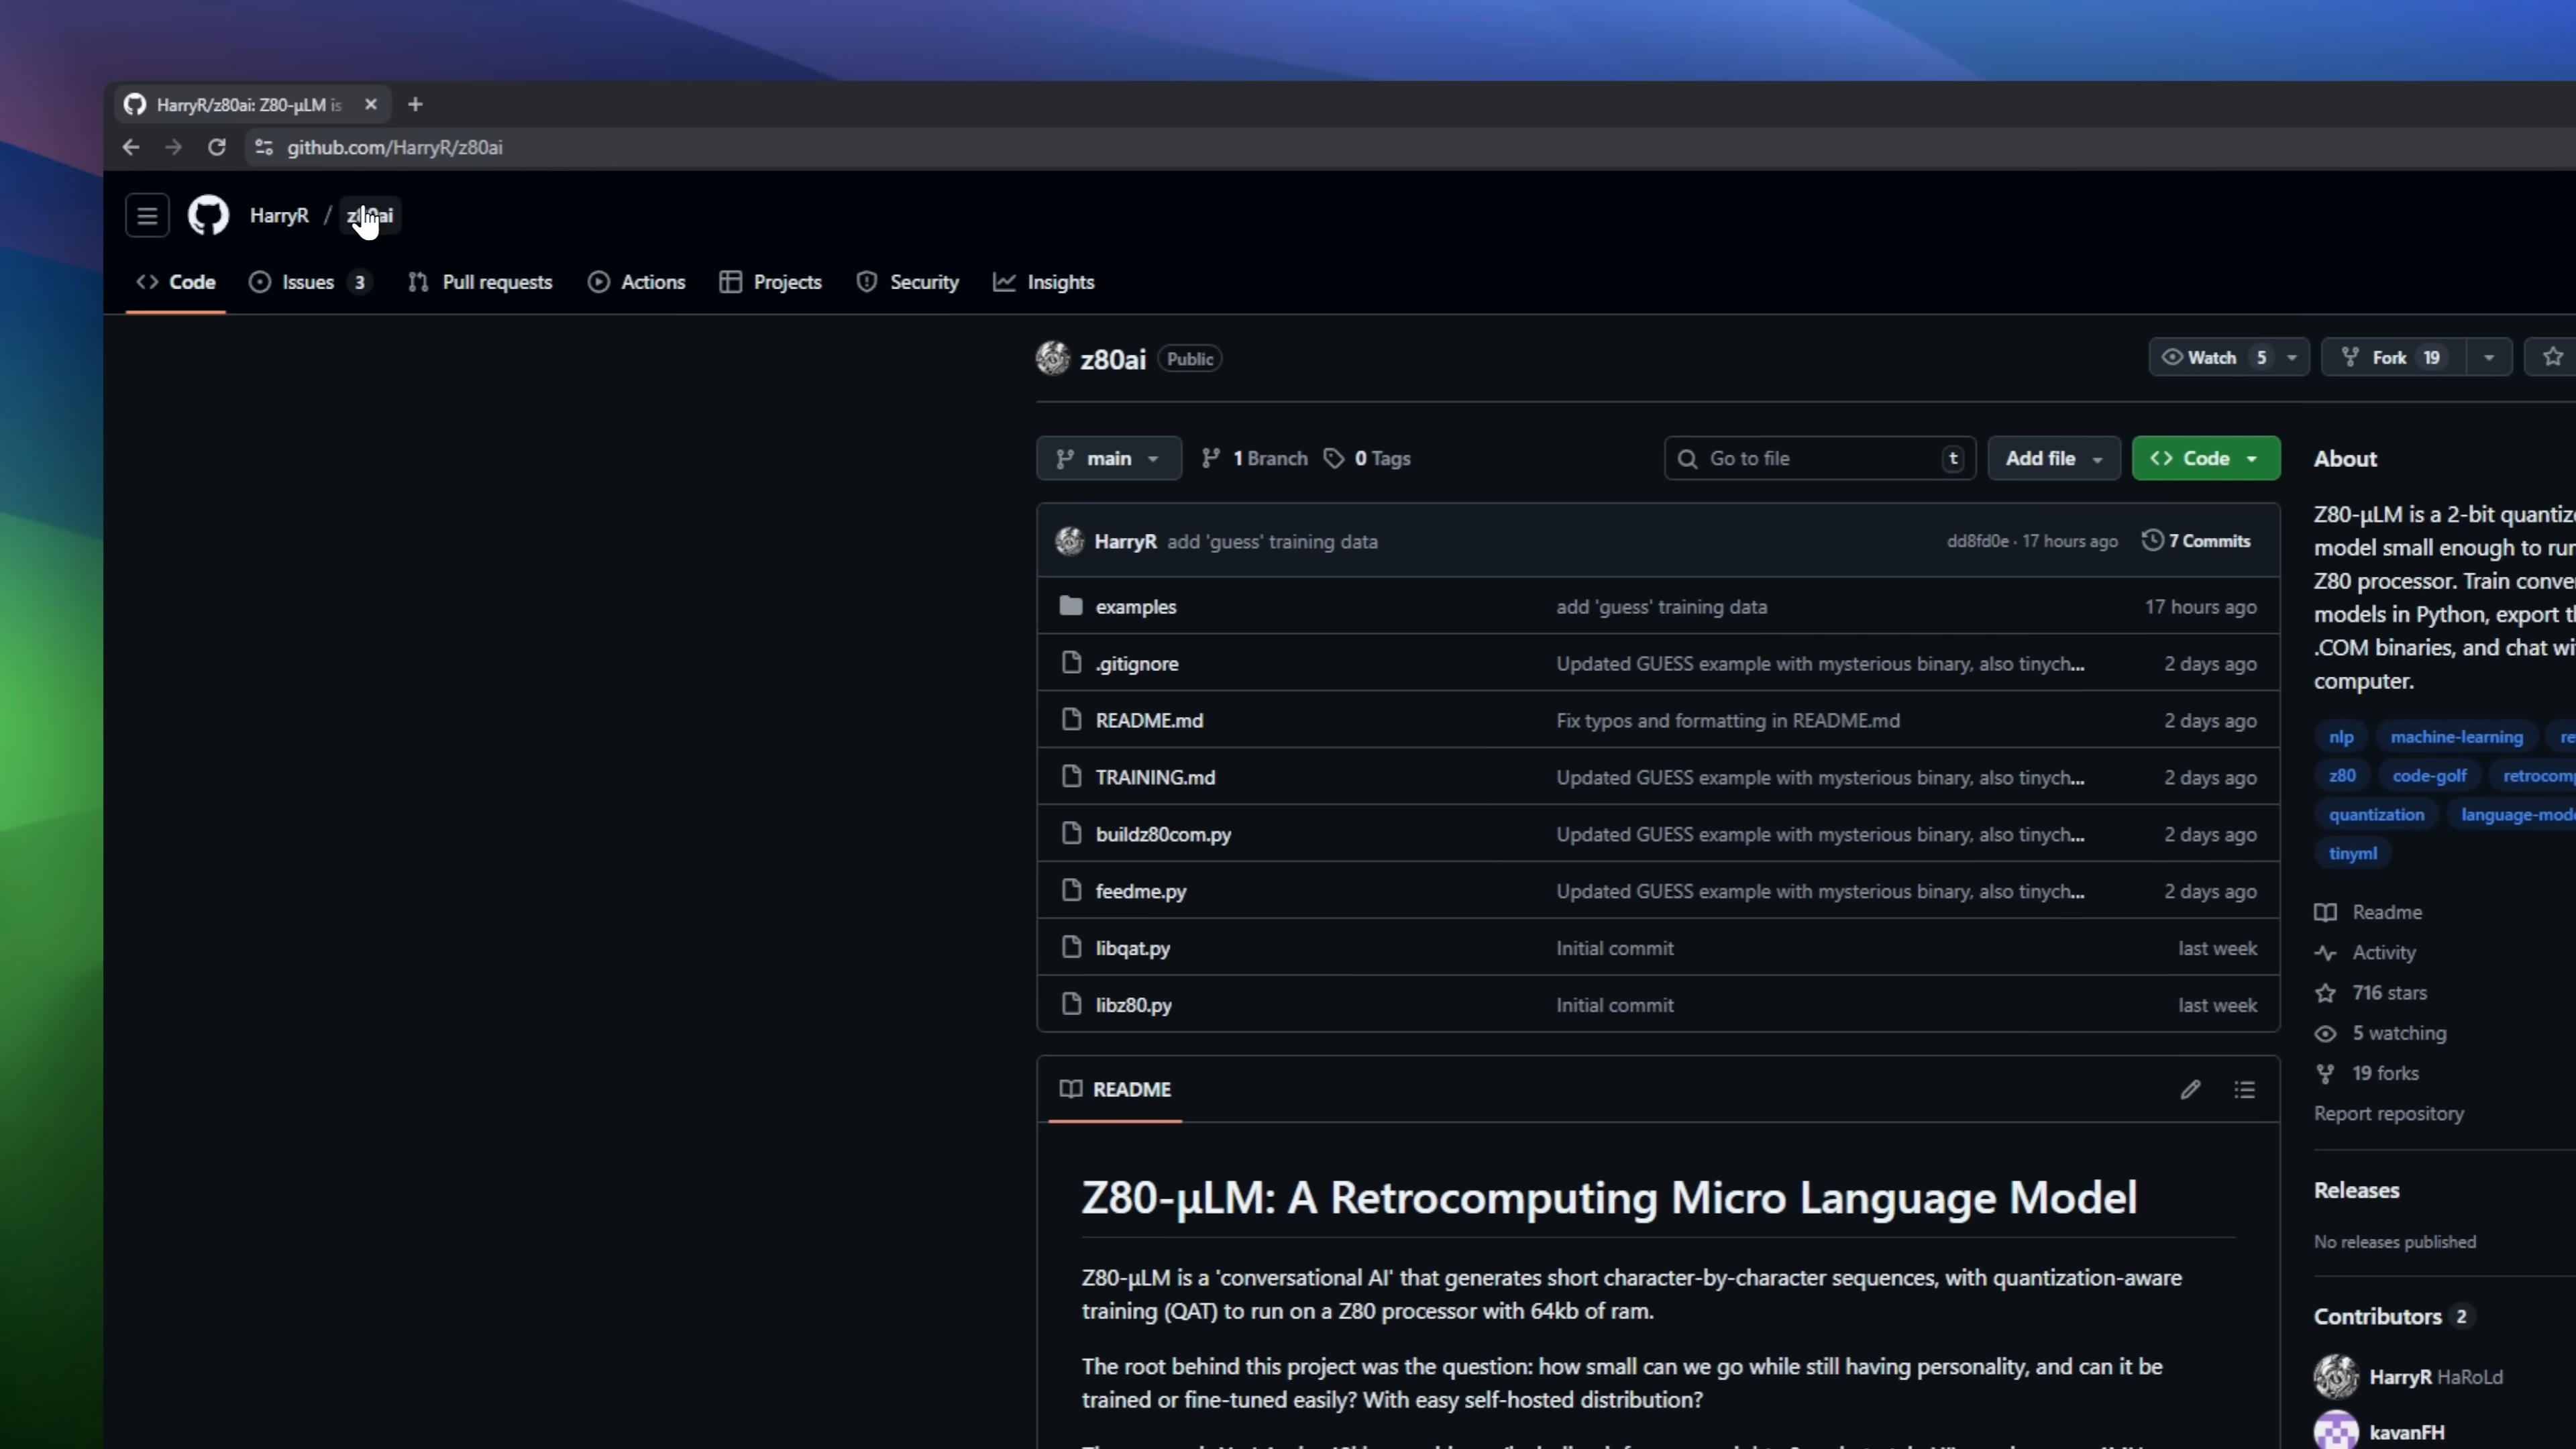 HarryR/z80ai: Z80-µLM is
github.com/HarryR/z80ai
HarryR / z80ai
Code
Issues 3
Pull requests
Actions
Projects
Security
Insights
z80ai Public
Watch 5
Fork 19
main
1 Branch
0 Tags
Go to file t
Add file
Code
HarryR add 'guess' training data dd8fd0e · 17 hours ago 7 Commits
examples add 'guess' training data 17 hours ago
.gitignore Updated GUESS example with mysterious binary, also tinych... 2 days ago
README.md Fix typos and formatting in README.md 2 days ago
TRAINING.md Updated GUESS example with mysterious binary, also tinych... 2 days ago
buildz80com.py Updated GUESS example with mysterious binary, also tinych... 2 days ago
feedme.py Updated GUESS example with mysterious binary, also tinych... 2 days ago
libqat.py Initial commit last week
libz80.py Initial commit last week
README
Z80-µLM: A Retrocomputing Micro Language Model
Z80-µLM is a 'conversational AI' that generates short character-by-character sequences, with quantization-aware
training (QAT) to run on a Z80 processor with 64kb of ram.
The root behind this project was the question: how small can we go while still having personality, and can it be
trained or fine-tuned easily? With easy self-hosted distribution?
About
Z80-µLM is a 2-bit quantiz
model small enough to run
Z80 processor. Train conve
models in Python, export t
.COM binaries, and chat wi
computer.
nlp machine-learning re
z80 code-golf retrocomp
quantization language-mod
tinyml
Readme
Activity
716 stars
5 watching
19 forks
Report repository
Releases
No releases published
Contributors 2
HarryR HaRoLd
kavanFH